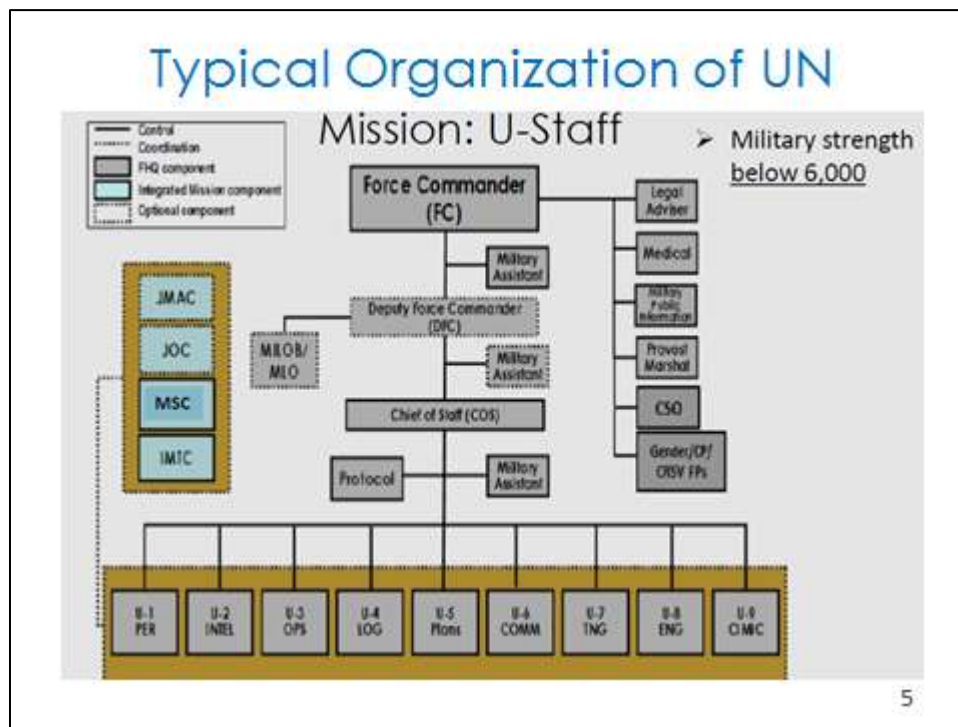 Typical Organization of UN
Mission: U-Staff
Control
Coordination
FHQ component
Integrated Mission component
Optional component
➢ Military strength
below 6,000
Force Commander
(FC)
Legal
Adviser
Medical
Military
Public
Information
Provost
Marshal
CSO
Gender/CP/
CRSV FPs
Military
Assistant
Deputy Force Commander
(DFC)
MILOB/
MLO
Military
Assistant
Chief of Staff (COS)
Protocol
Military
Assistant
JMAC
JOC
MSC
IMTC
U-1
PER
U-2
INTEL
U-3
OPS
U-4
LOG
U-5
Plans
U-6
COMM
U-7
TNG
U-8
ENG
U-9
CIMIC
5